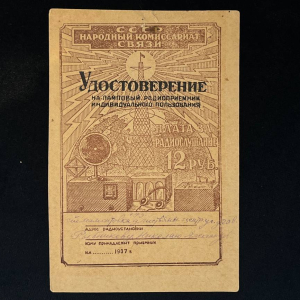 СССР
НАРОДНЫЙ КОМИССАРИАТ
СВЯЗИ
УДОСТОВЕРЕНИЕ
НА ЛАМПОВЫЙ РАДИОПРИЕМНИК
ИНДИВИДУАЛЬНОГО ПОЛЬЗОВАНИЯ
ПЛАТА ЗА
РАДИОСЛУШАНИЕ
12 РУБ.
АДРЕС РАДИОУСТАНОВКИ
КОМУ ПРИНАДЛЕЖИТ ПРИЕМНИК
НА 1937 г.